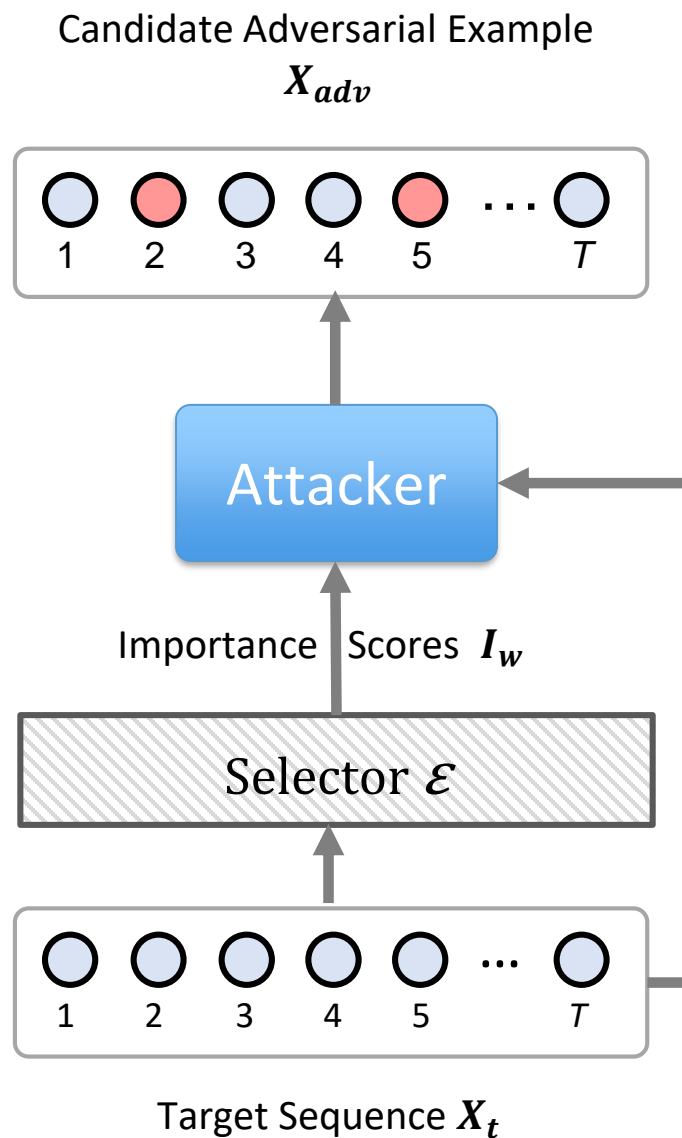 Candidate Adversarial Example
X_adv
1 2 3 4 5 ... T
Attacker
Importance Scores I_w
Selector ℰ
1 2 3 4 5 ... T
Target Sequence X_t